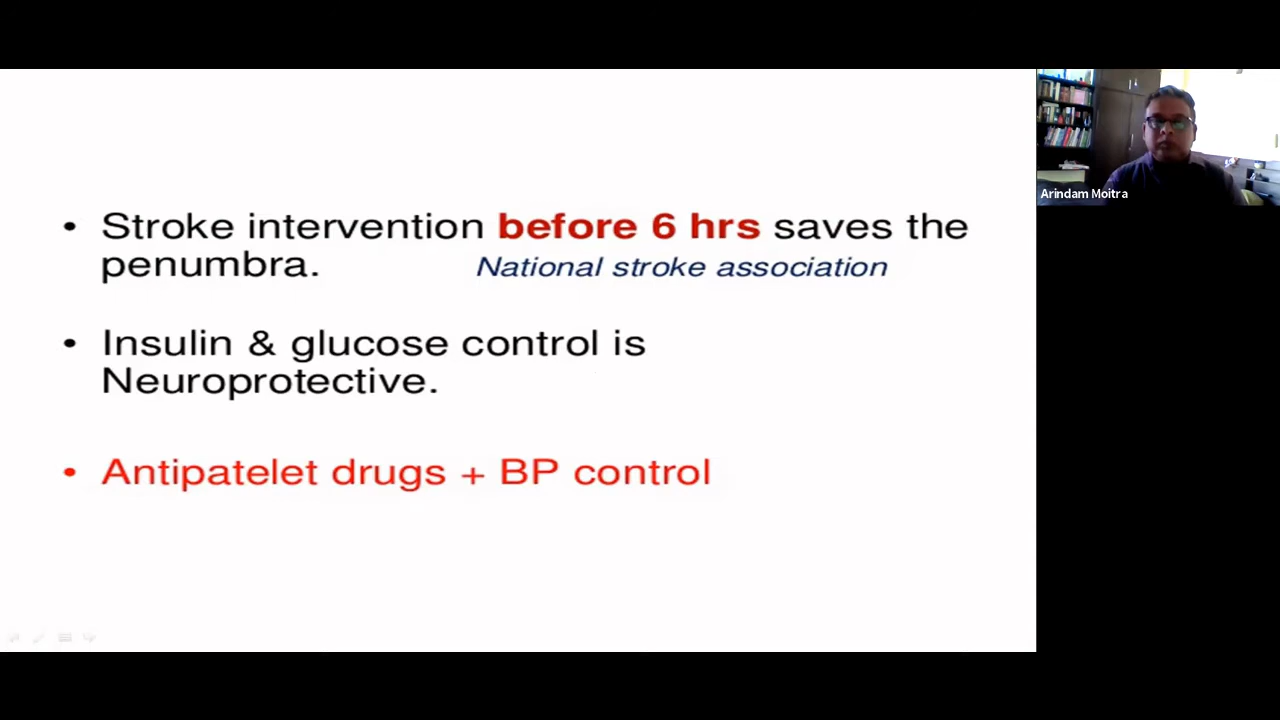 • Stroke intervention before 6 hrs saves the
penumbra. National stroke association
• Insulin & glucose control is
Neuroprotective.
• Antipatelet drugs + BP control
Arindam Moitra